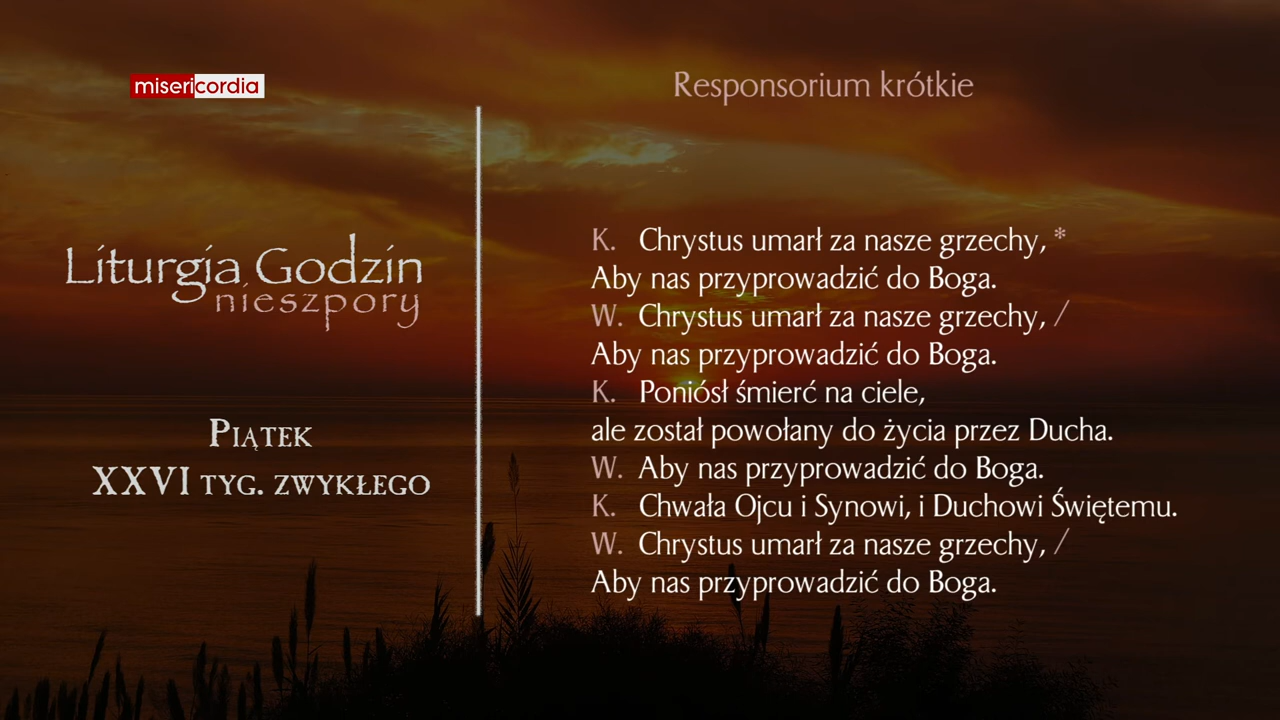 misericordia
Liturgia Godzin
nieszpory
Piątek
XXVI tyg. zwykłego
Responsorium krótkie
K. Chrystus umarł za nasze grzechy, *
Aby nas przyprowadzić do Boga.
W. Chrystus umarł za nasze grzechy, /
Aby nas przyprowadzić do Boga.
K. Poniósł śmierć na ciele,
ale został powołany do życia przez Ducha.
W. Aby nas przyprowadzić do Boga.
K. Chwała Ojcu i Synowi, i Duchowi Świętemu.
W. Chrystus umarł za nasze grzechy, /
Aby nas przyprowadzić do Boga.